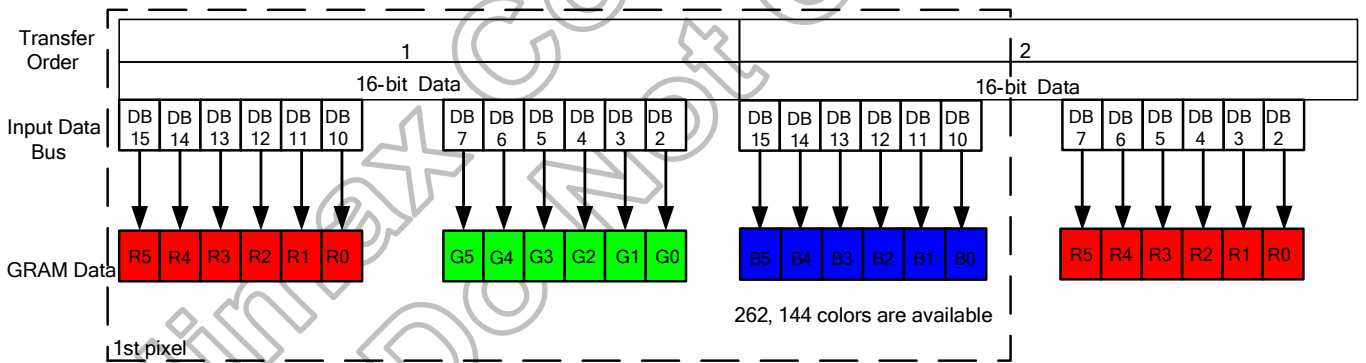 Transfer Order
1
2
16-bit Data
16-bit Data
Input Data Bus
DB 15 DB 14 DB 13 DB 12 DB 11 DB 10 DB 7 DB 6 DB 5 DB 4 DB 3 DB 2 DB 15 DB 14 DB 13 DB 12 DB 11 DB 10 DB 7 DB 6 DB 5 DB 4 DB 3 DB 2
GRAM Data
R5 R4 R3 R2 R1 R0 G5 G4 G3 G2 G1 G0 B5 B4 B3 B2 B1 B0 R5 R4 R3 R2 R1 R0
262, 144 colors are available
1st pixel
Do Not